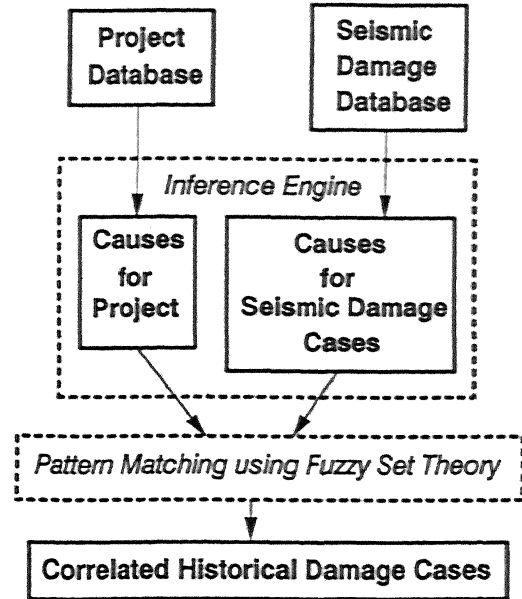 Project
Database
Seismic
Damage
Database
Inference Engine
Causes
for
Project
Causes
for
Seismic Damage
Cases
Pattern Matching using Fuzzy Set Theory
Correlated Historical Damage Cases